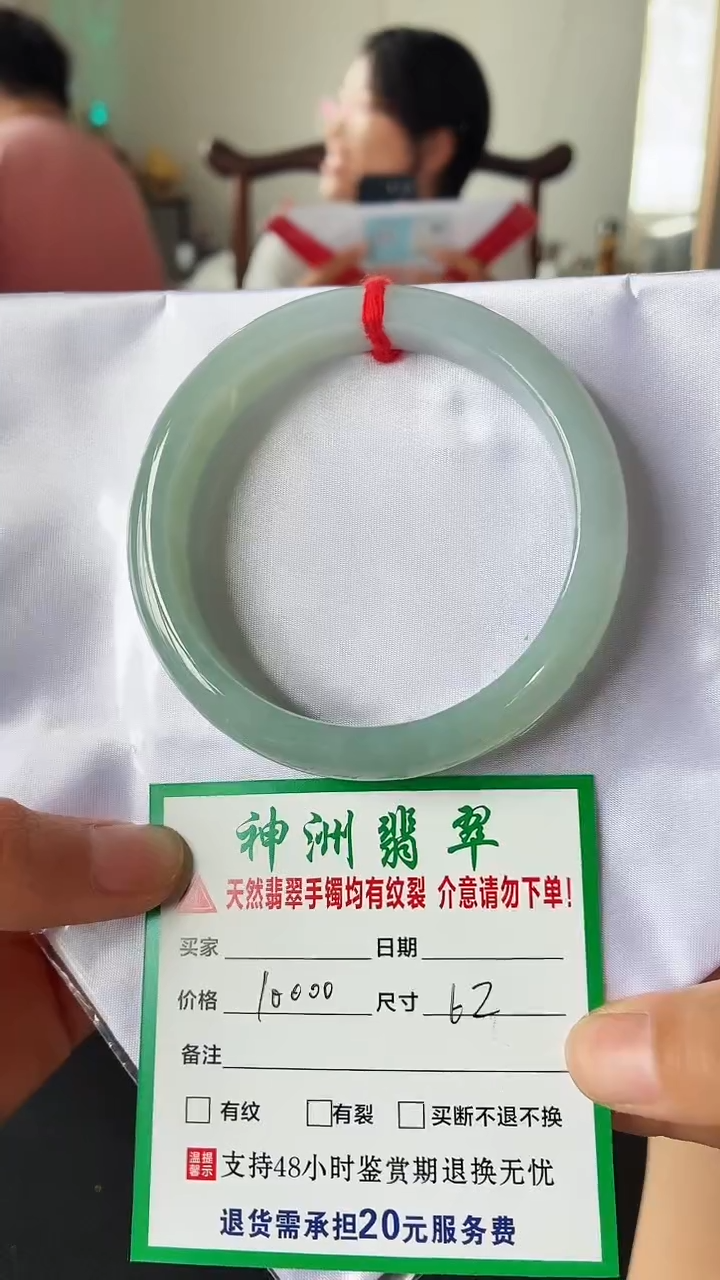 神洲翡翠
天然翡翠手镯均有纹裂 介意请勿下单!
买家 日期
价格 10000 尺寸 62
备注
□ 有纹 □ 有裂 □ 买断不退不换
温馨提示 支持48小时鉴赏期退换无忧
退货需承担20元服务费